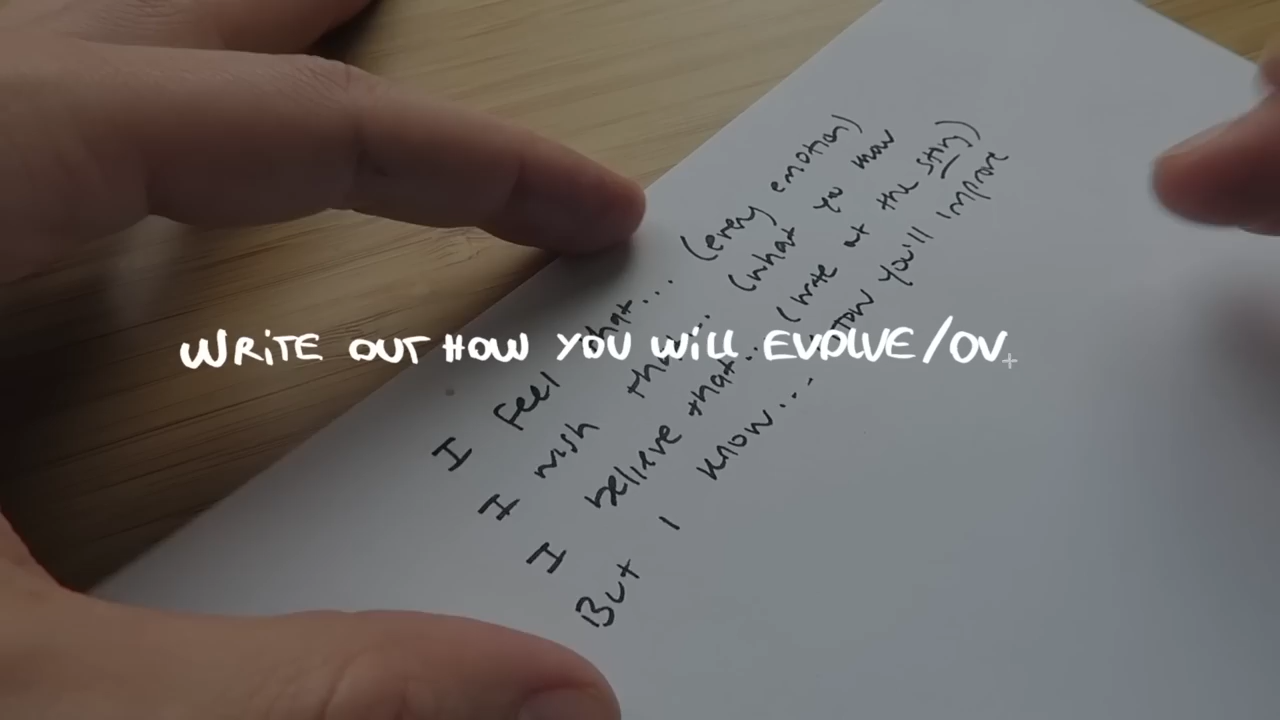 I feel that... (every emotion)
I wish that... (what you know
I believe that... (write out the story)
But I know... how you'll improve
WRITE OUT HOW YOU WILL EVOLVE/OV